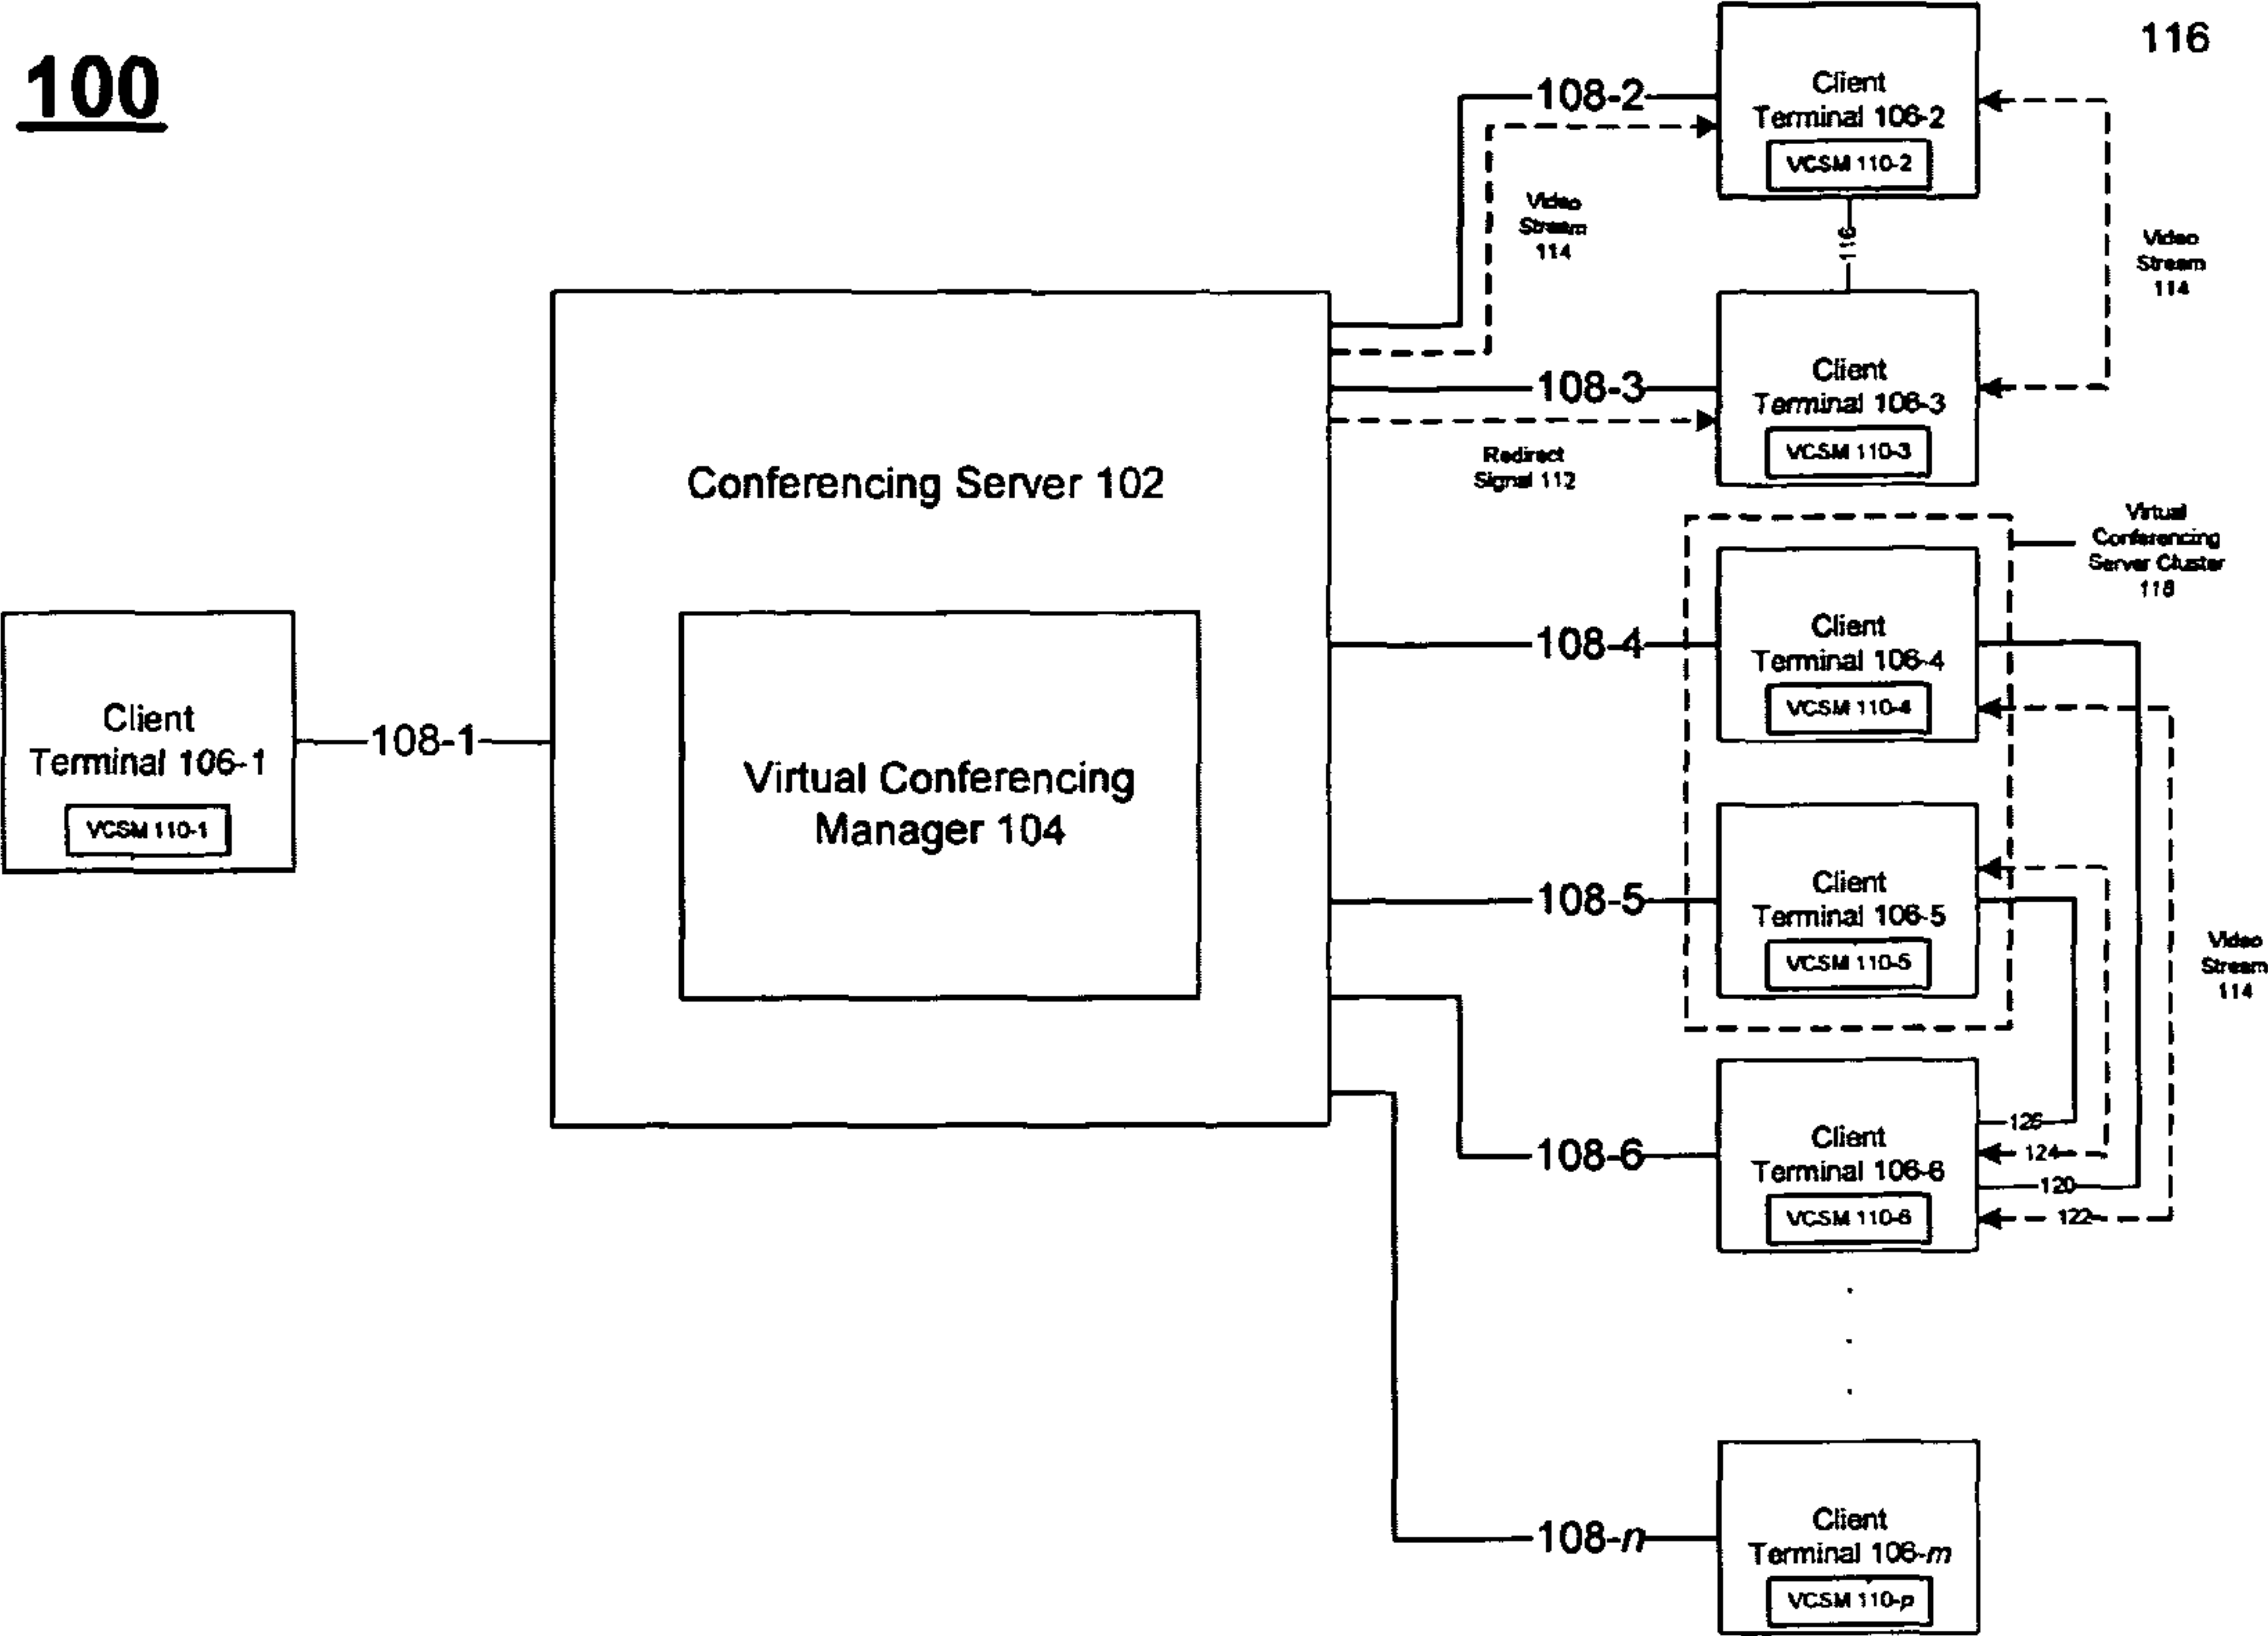 100
116
108-2
Client
Terminal 106-2
VCSM 110-2
Video
Stream
114
116
Video
Stream
114
108-3
Client
Terminal 106-3
VCSM 110-3
Redirect
Signal 112
Conferencing Server 102
Virtual
Conferencing
Server Cluster
118
108-4
Client
Terminal 106-4
VCSM 110-4
Client
Terminal 106-1
VCSM 110-1
108-1
Virtual Conferencing
Manager 104
108-5
Client
Terminal 106-5
VCSM 110-5
Video
Stream
114
108-6
Client
Terminal 106-6
VCSM 110-6
126
124
120
122
108-n
Client
Terminal 106-m
VCSM 110-p